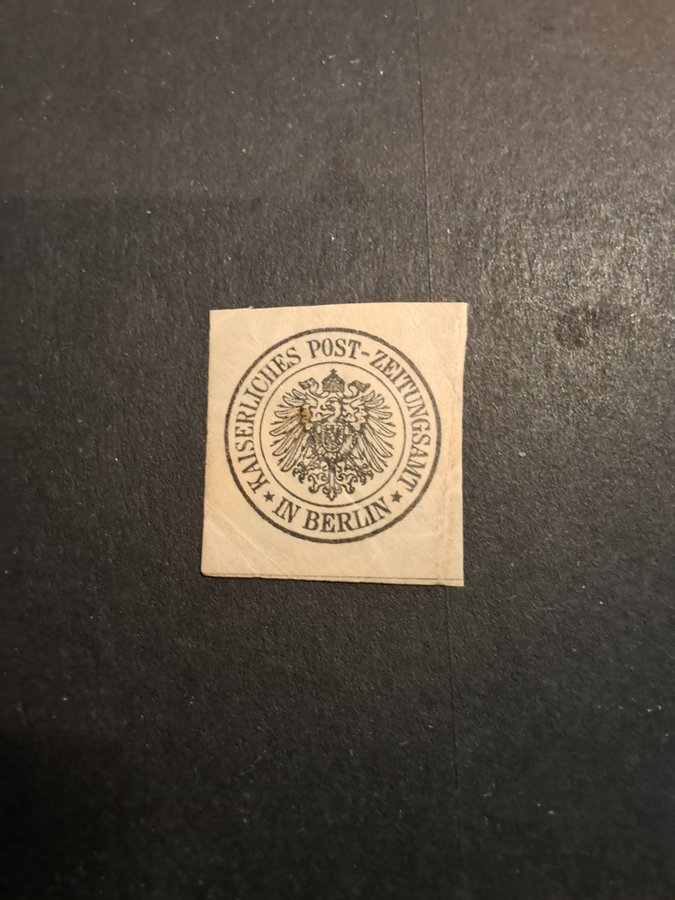 KAISERLICHES POST-ZEITUNGSAMT
★ IN BERLIN ★